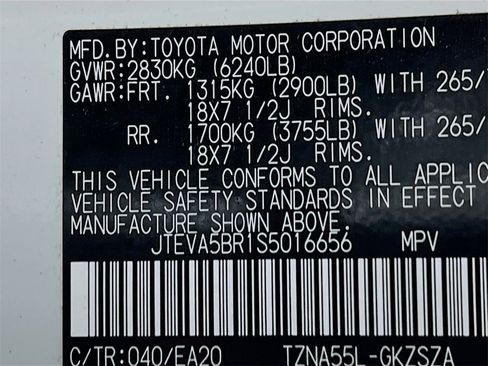 MFD. BY: TOYOTA MOTOR CORPORATION
GVWR: 2830KG (6240LB)
GAWR: FRT. 1315KG (2900LB) WITH 265/
18X7 1/2J RIMS.
RR. 1700KG (3755LB) WITH 265/
18X7 1/2J RIMS.
THIS VEHICLE CONFORMS TO ALL APPLIC
VEHICLE SAFETY STANDARDS IN EFFECT
MANUFACTURE SHOWN ABOVE.
JTEVA5BR1S5016656 MPV
C/TR: 040/EA20 TZNA55L-GKZSZA